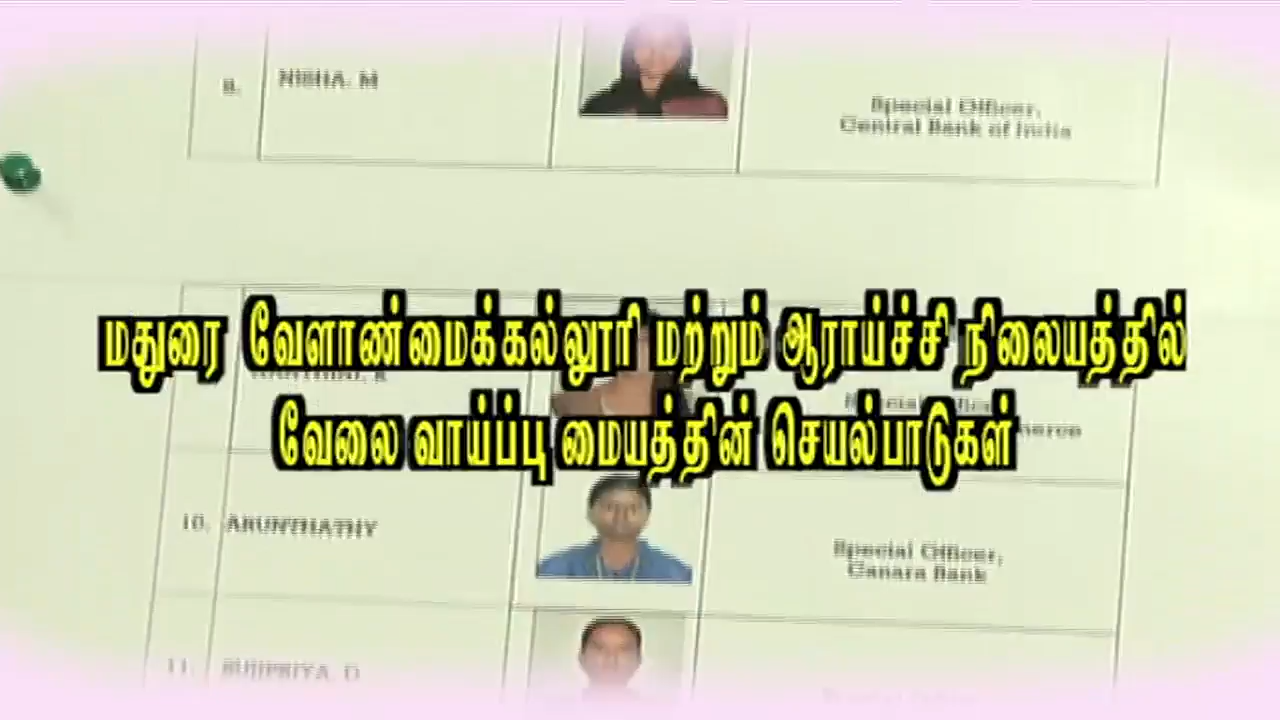 8. NISHA. M
Special Officer,
Central Bank of India
மதுரை வேளாண்மைக்கல்லூரி மற்றும் ஆராய்ச்சி நிலையத்தில்
வேலை வாய்ப்பு மையத்தின் செயல்பாடுகள்
10. ARUNTHATHY
Special Officer,
Canara Bank
11.